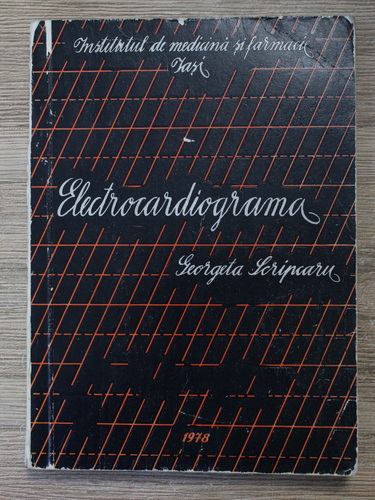 Institutul de medicină și farmacie
Iași
Electrocardiograma
Georgeta Scripcaru
1978